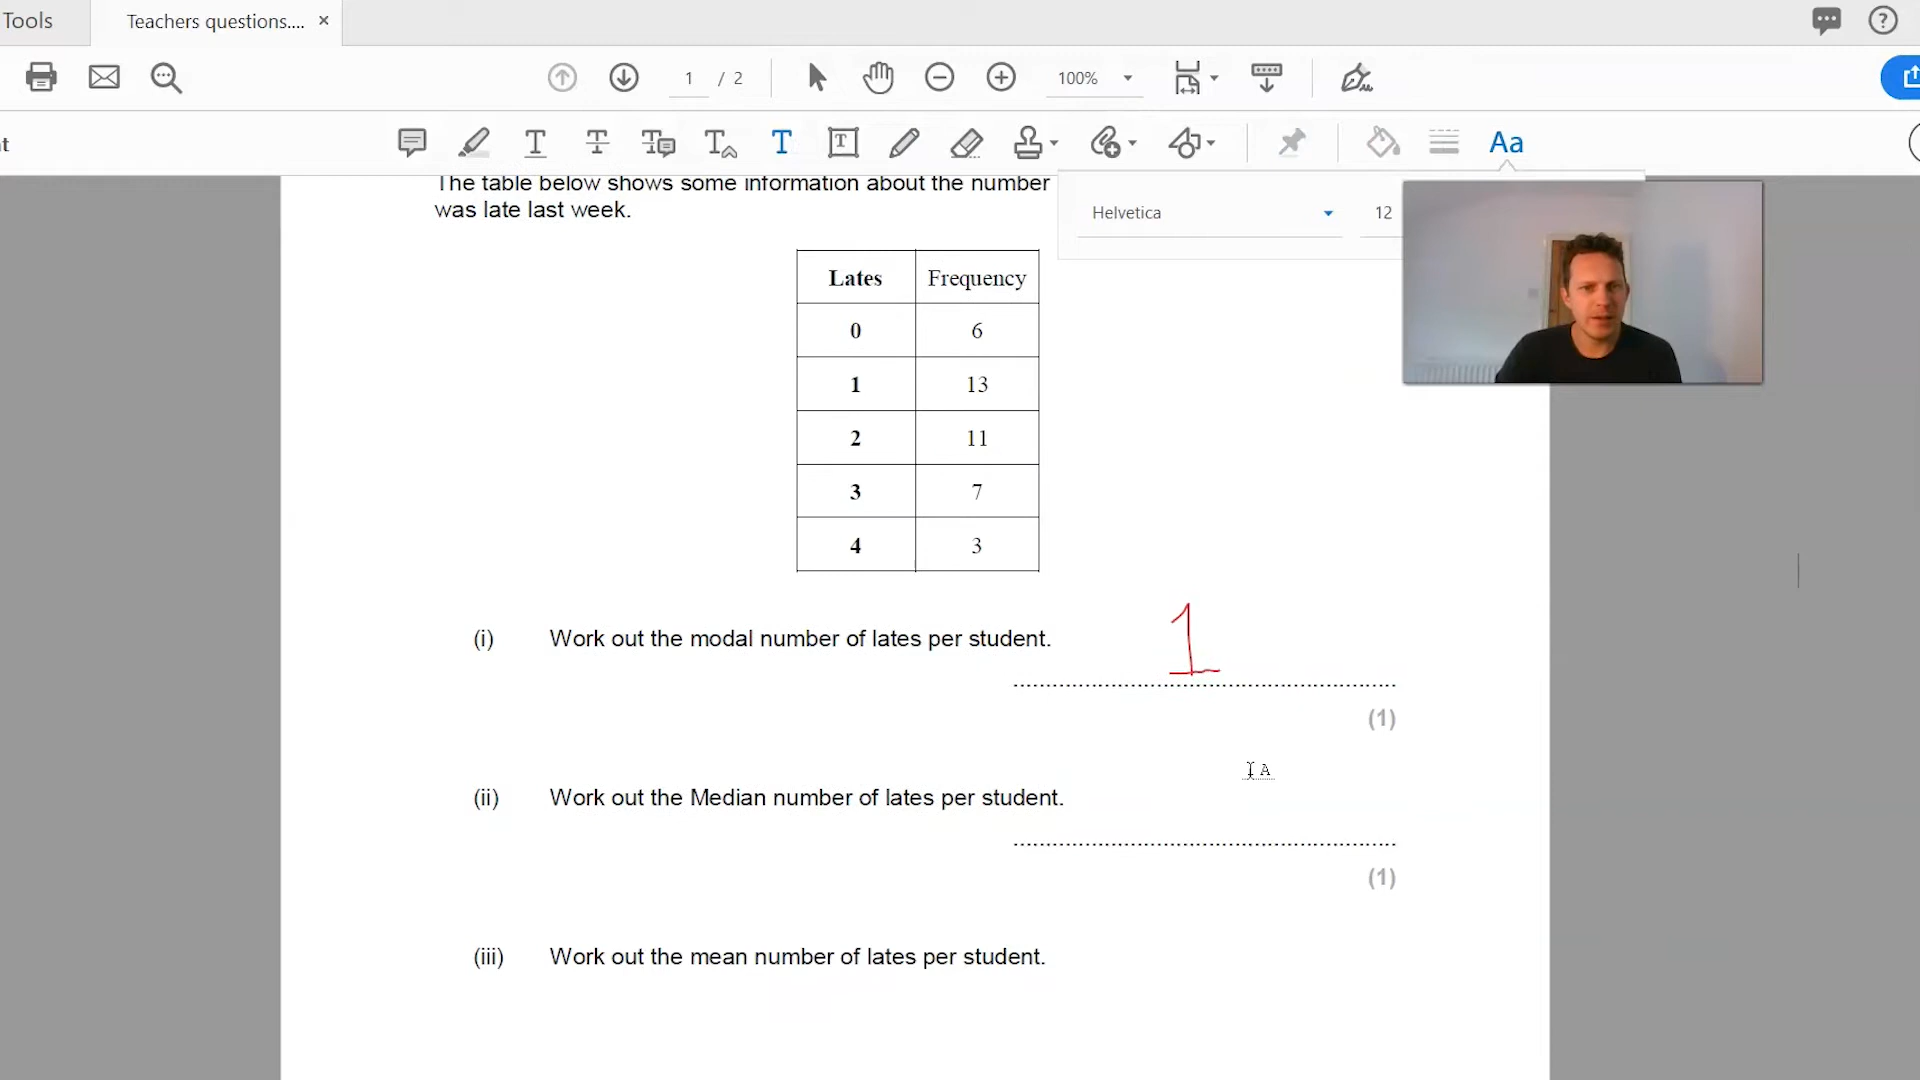 Tools
Teachers questions....
1 / 2
100%
t
Aa
The table below shows some information about the number
was late last week.
Helvetica
12
Lates Frequency
0 6
1 13
2 11
3 7
4 3
(i) Work out the modal number of lates per student.
1
(1)
(ii) Work out the Median number of lates per student.
(1)
(iii) Work out the mean number of lates per student.